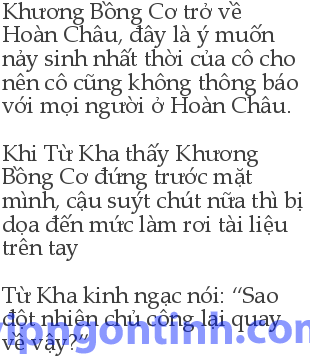 Khương Bồng Cơ trở về
Hoàn Châu, đây là ý muốn
nảy sinh nhất thời của cô cho
nên cô cũng không thông báo
với mọi người ở Hoàn Châu.
Khi Từ Kha thấy Khương
Bồng Cơ đứng trước mặt
mình, cậu suýt chút nữa thì bị
dọa đến mức làm rơi tài liệu
trên tay
Từ Kha kinh ngạc nói: “Sao
đột nhiên chủ công lại quay
về vậy?”
vipngontinh.com